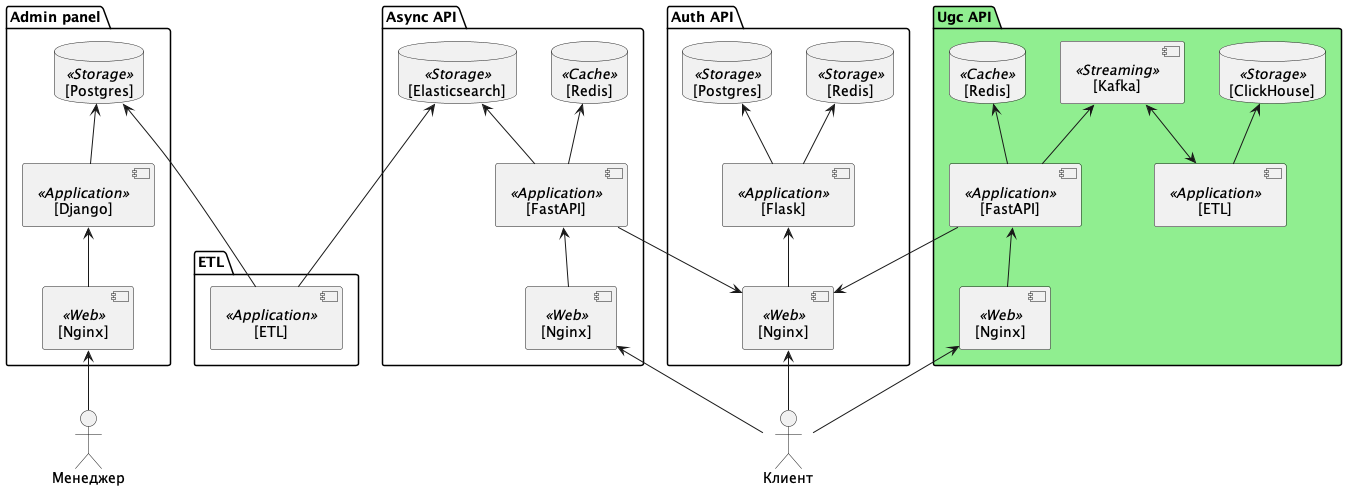 Admin panel
«Storage»
[Postgres]
«Application»
[Django]
«Web»
[Nginx]
Менеджер
ETL
«Application»
[ETL]
Async API
«Storage»
[Elasticsearch]
«Cache»
[Redis]
«Application»
[FastAPI]
«Web»
[Nginx]
Auth API
«Storage»
[Postgres]
«Storage»
[Redis]
«Application»
[Flask]
«Web»
[Nginx]
Клиент
Ugc API
«Cache»
[Redis]
«Streaming»
[Kafka]
«Storage»
[ClickHouse]
«Application»
[FastAPI]
«Application»
[ETL]
«Web»
[Nginx]